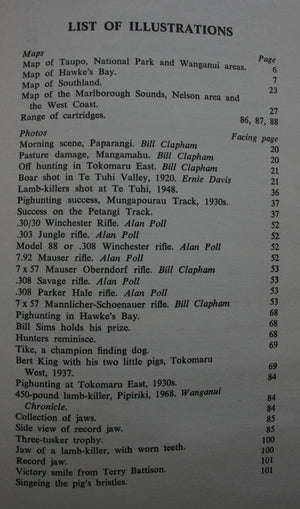 LIST OF ILLUSTRATIONS
Maps Page
Map of Taupo, National Park and Wanganui areas. 6
Map of Hawke's Bay. 7
Map of Southland. 23
Map of the Marlborough Sounds, Nelson area and
the West Coast. 27
Range of cartridges. 86, 87, 88
Photos Facing page
Morning scene, Paparangi. Bill Clapham 20
Pasture damage, Mangamahu. Bill Clapham 20
Off hunting in Tokomaru East. Bill Clapham 21
Boar shot in Te Tuhi Valley, 1920. Ernie Davis 21
Lamb-killers shot at Te Tuhi, 1948. 36
Pighunting success, Mungapourau Track, 1930s. 37
Success on the Petangi Track. 37
.30/30 Winchester rifle. Alan Poll 52
.303 Jungle rifle. Alan Poll 52
Model 88 or .308 Winchester rifle. Alan Poll 52
7.92 Mauser rifle. Alan Poll 52
7 x 57 Mauser Oberndorf rifle. Bill Clapham 53
.308 Savage rifle. Alan Poll 53
.308 Parker Hale rifle. Alan Poll 53
7 x 57 Mannlicher-Schoenauer rifle. Bill Clapham 53
Pighunting in Hawke's Bay. 68
Bill Sims holds his prize. 68
Hunters reminisce. 68
Tike, a champion finding dog. 69
Bert King with his two little pigs, Tokomaru
West, 1937. 69
Pighunting at Tokomaru East, 1930s. 84
450-pound lamb-killer, Pipiriki, 1968. Wanganui
Chronicle. 84
Collection of jaws. 84
Side view of record jaw. 85
Three-tusker trophy. 85
Jaw of a lamb-killer, with worn teeth. 100
Record jaw. 100
Victory smile from Terry Battison. 101
Singeing the pig's bristles. 101